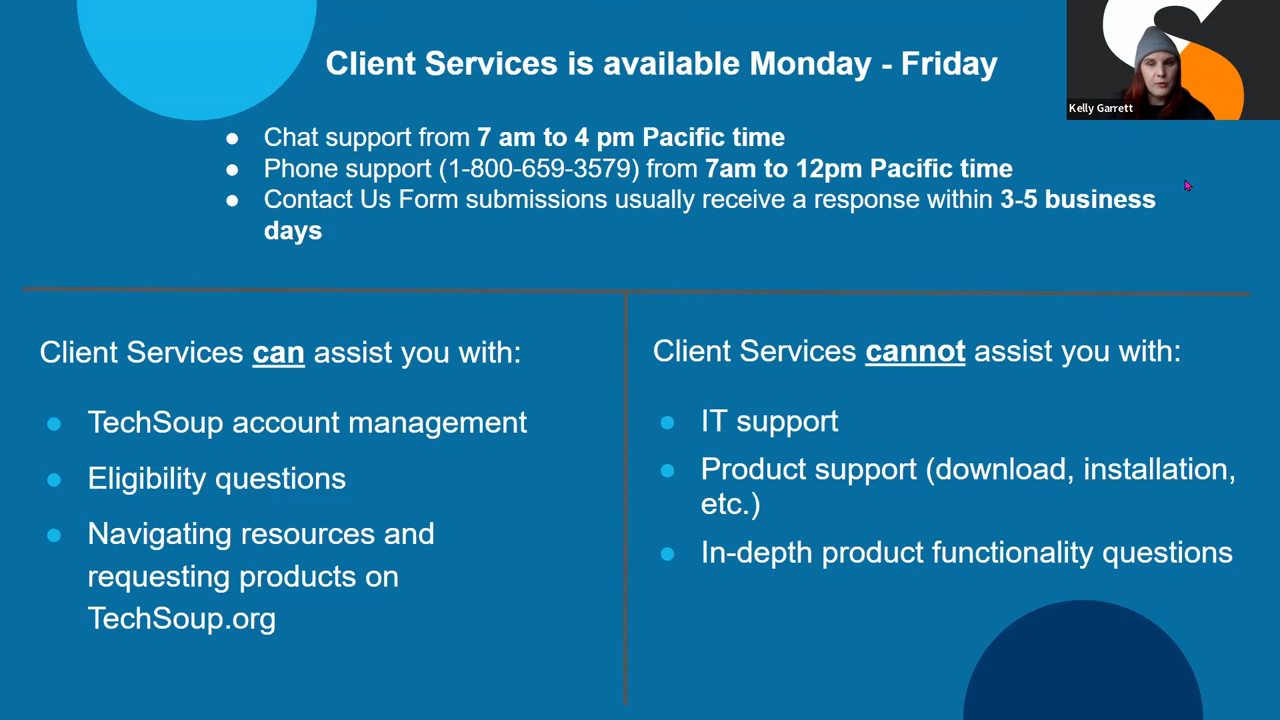 Client Services is available Monday - Friday
Kelly Garrett
● Chat support from 7 am to 4 pm Pacific time
● Phone support (1-800-659-3579) from 7am to 12pm Pacific time
● Contact Us Form submissions usually receive a response within 3-5 business
days
Client Services can assist you with:
● TechSoup account management
● Eligibility questions
● Navigating resources and
requesting products on
TechSoup.org
Client Services cannot assist you with:
● IT support
● Product support (download, installation,
etc.)
● In-depth product functionality questions